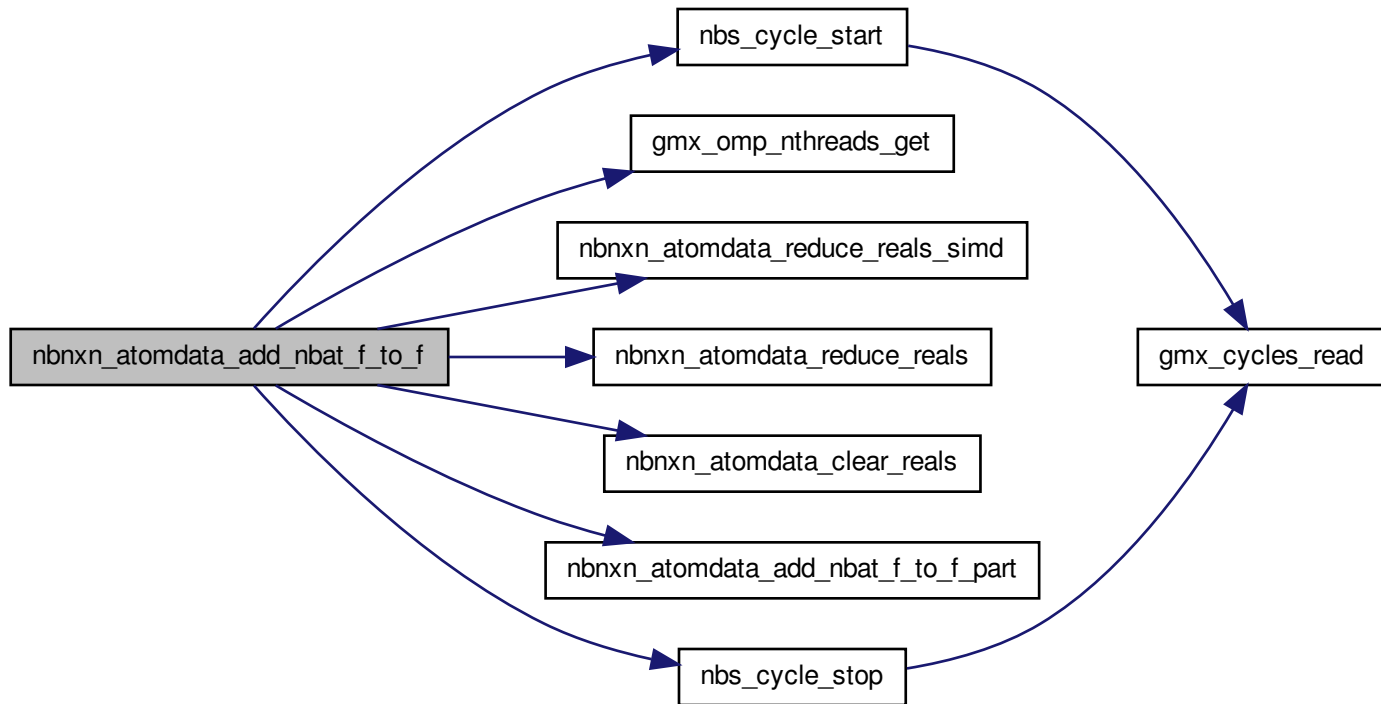 nbs_cycle_start
gmx_omp_nthreads_get
nbnxn_atomdata_reduce_reals_simd
nbnxn_atomdata_add_nbat_f_to_f
nbnxn_atomdata_reduce_reals
gmx_cycles_read
nbnxn_atomdata_clear_reals
nbnxn_atomdata_add_nbat_f_to_f_part
nbs_cycle_stop